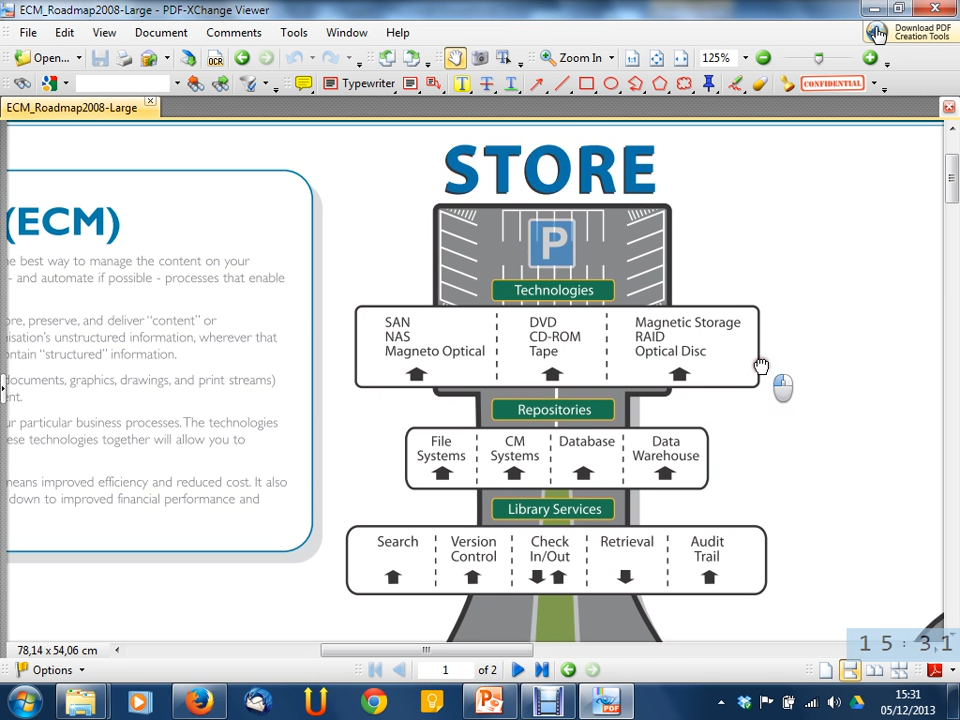 ECM_Roadmap2008-Large - PDF-XChange Viewer
File Edit View Document Comments Tools Window Help
Download PDF
Creation Tools
Open... OCR Zoom In 125%
Typewriter CONFIDENTIAL
ECM_Roadmap2008-Large
STORE
P
(ECM)
he best way to manage the content on your
- and automate if possible - processes that enable
ore, preserve, and deliver "content" or
nisation's unstructured information, wherever that
ontain "structured" information.
documents, graphics, drawings, and print streams)
ent.
ur particular business processes. The technologies
ese technologies together will allow you to
means improved efficiency and reduced cost. It also
down to improved financial performance and
Technologies
SAN DVD Magnetic Storage
NAS CD-ROM RAID
Magneto Optical Tape Optical Disc
Repositories
File CM Database Data
Systems Systems Warehouse
Library Services
Search Version Check Retrieval Audit
Control In/Out Trail
78,14 x 54,06 cm
15:3,1
Options 1 of 2
15:31
05/12/2013